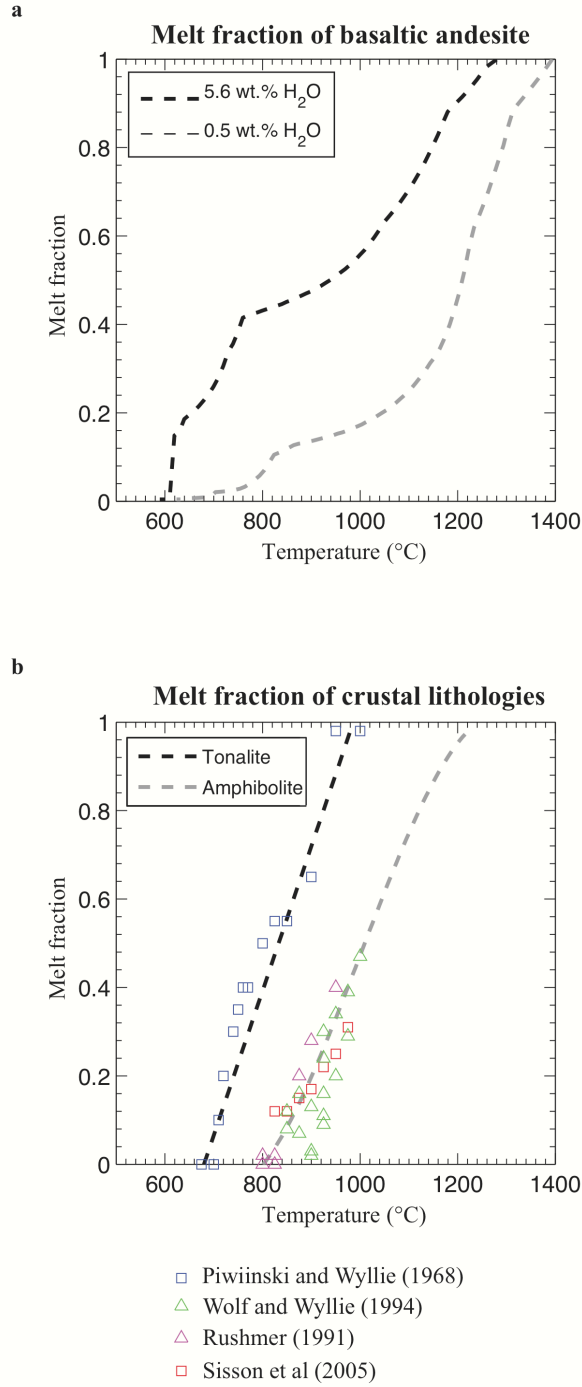 a
Melt fraction of basaltic andesite
5.6 wt.% H2O
0.5 wt.% H2O
Melt fraction
1
0.8
0.6
0.4
0.2
0
600 800 1000 1200 1400
Temperature (°C)
b
Melt fraction of crustal lithologies
Tonalite
Amphibolite
Melt fraction
1
0.8
0.6
0.4
0.2
0
600 800 1000 1200 1400
Temperature (°C)
Piwiinski and Wyllie (1968)
Wolf and Wyllie (1994)
Rushmer (1991)
Sisson et al (2005)